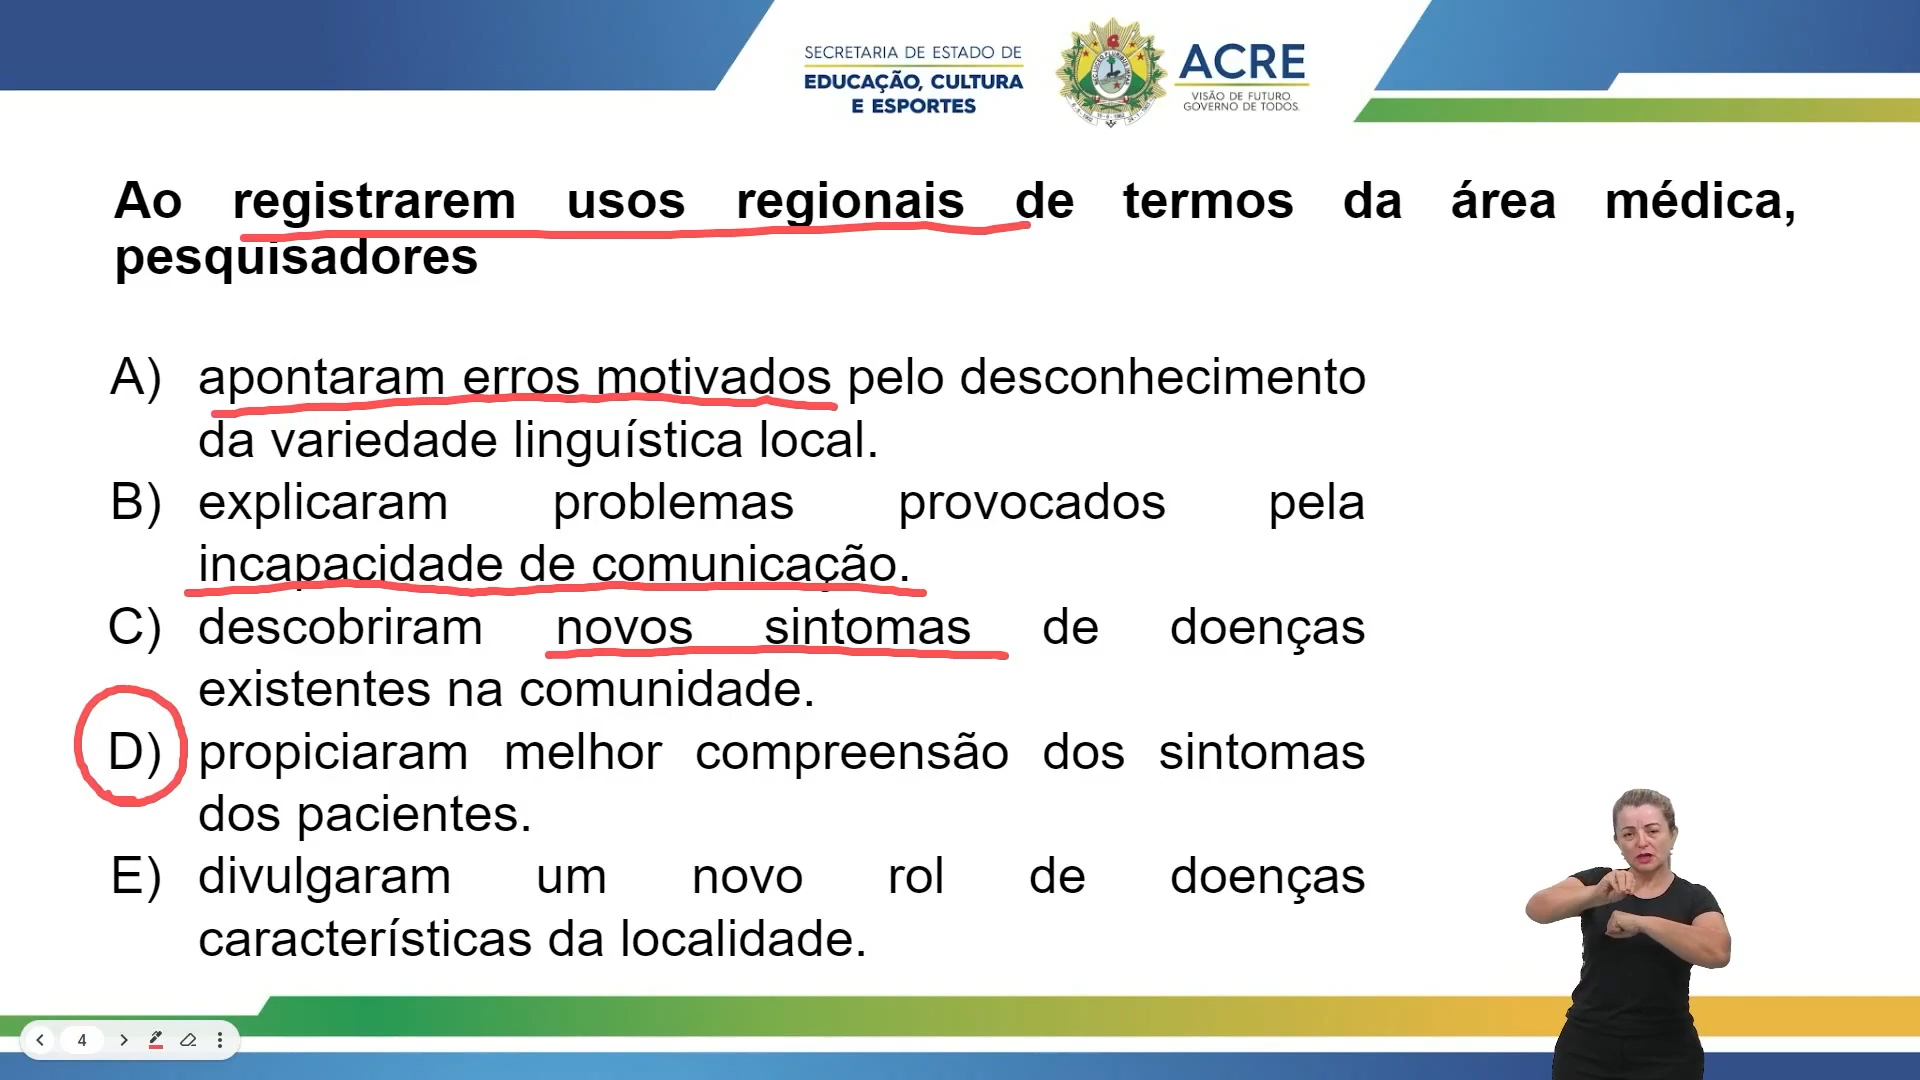 SECRETARIA DE ESTADO DE
EDUCAÇÃO, CULTURA
E ESPORTES
ACRE
VISÃO DE FUTURO.
GOVERNO DE TODOS.
Ao registrarem usos regionais de termos da área médica,
pesquisadores
A) apontaram erros motivados pelo desconhecimento
da variedade linguística local.
B) explicaram problemas provocados pela
incapacidade de comunicação.
C) descobriram novos sintomas de doenças
existentes na comunidade.
D) propiciaram melhor compreensão dos sintomas
dos pacientes.
E) divulgaram um novo rol de doenças
características da localidade.
4